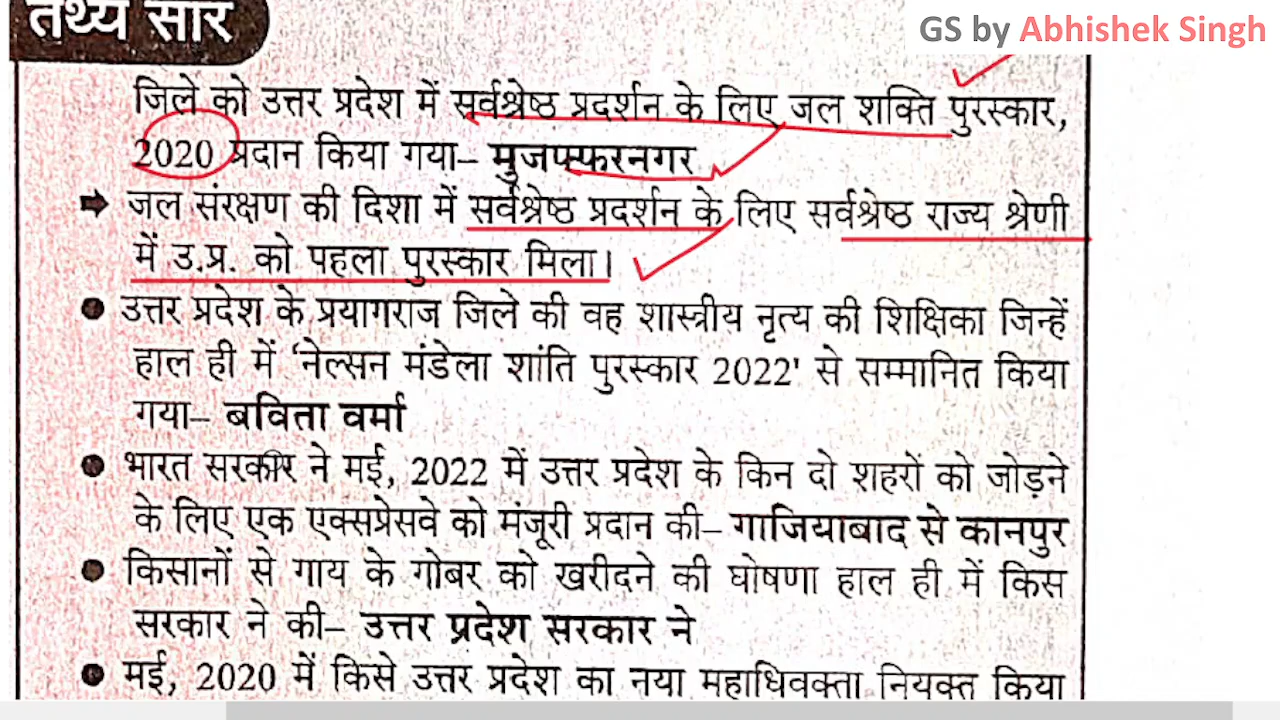 तथ्य सार
GS by Abhishek Singh
जिले को उत्तर प्रदेश में सर्वश्रेष्ठ प्रदर्शन के लिए जल शक्ति पुरस्कार,
2020 प्रदान किया गया– मुजफ्फरनगर
➡ जल संरक्षण की दिशा में सर्वश्रेष्ठ प्रदर्शन के लिए सर्वश्रेष्ठ राज्य श्रेणी
में उ.प्र. को पहला पुरस्कार मिला।
● उत्तर प्रदेश के प्रयागराज जिले की वह शास्त्रीय नृत्य की शिक्षिका जिन्हें
हाल ही में 'नेल्सन मंडेला शांति पुरस्कार 2022' से सम्मानित किया
गया– बविता वर्मा
● भारत सरकार ने मई, 2022 में उत्तर प्रदेश के किन दो शहरों को जोड़ने
के लिए एक एक्सप्रेसवे को मंजूरी प्रदान की– गाजियाबाद से कानपुर
● किसानों से गाय के गोबर को खरीदने की घोषणा हाल ही में किस
सरकार ने की– उत्तर प्रदेश सरकार ने
● मई, 2020 में किसे उत्तर प्रदेश का नया महाधिवक्ता नियुक्त किया